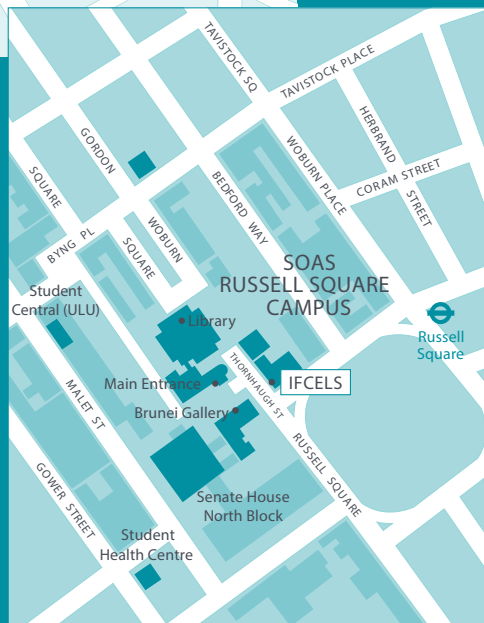 TAVISTOCK SQ
TAVISTOCK PLACE
HERBRAND
STREET
GORDON
SQUARE
WOBURN PLACE
CORAM STREET
BEDFORD WAY
BYNG PL
WOBURN
SQUARE
SOAS
RUSSELL SQUARE
CAMPUS
Student
Central (ULU)
Library
Russell
Square
THORNHAUGH ST
Main Entrance
IFCELS
Brunei Gallery
MALET ST
RUSSELL SQUARE
GOWER STREET
Senate House
North Block
Student
Health Centre